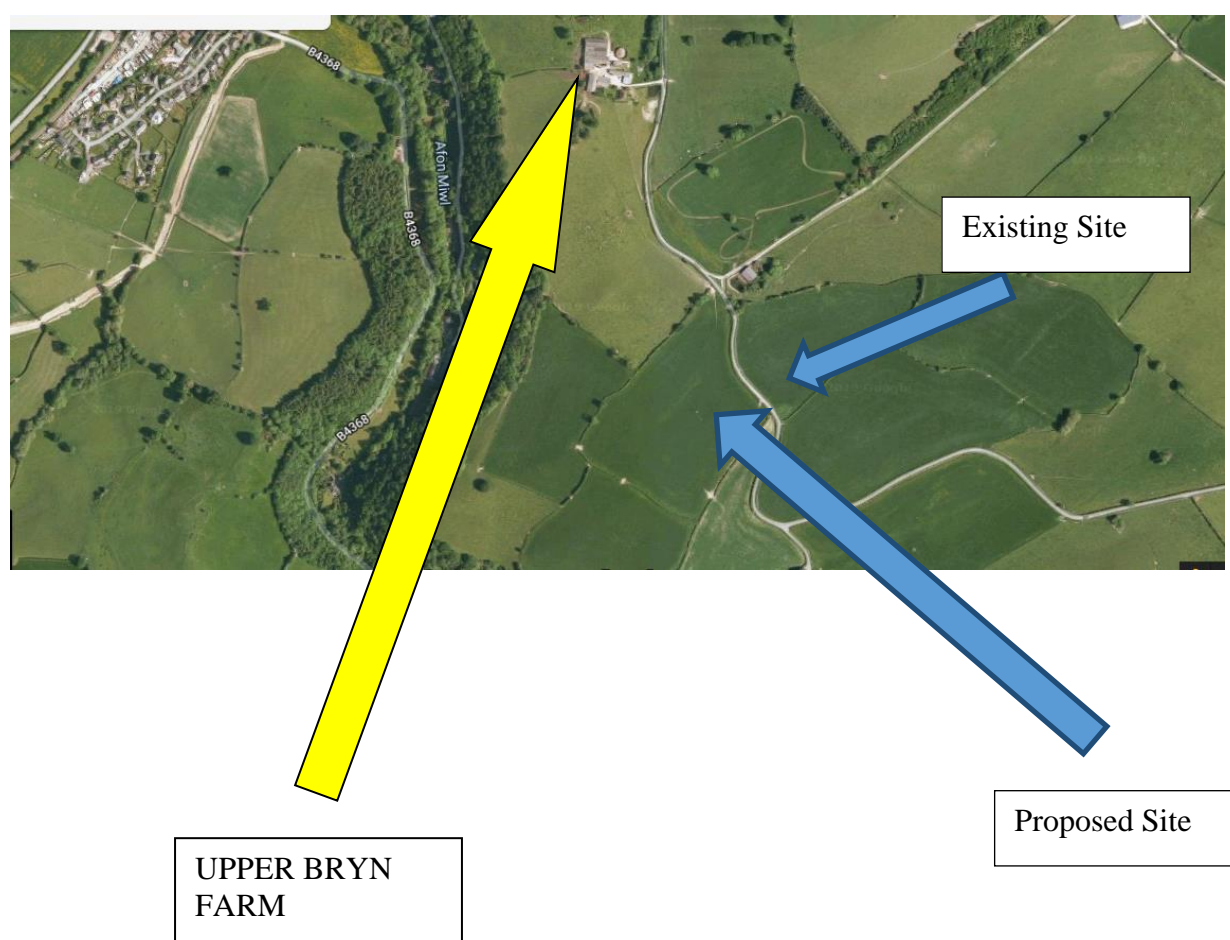 B4368
Afon Miwl
B4368
B4368
Existing Site
Proposed Site
UPPER BRYN
FARM